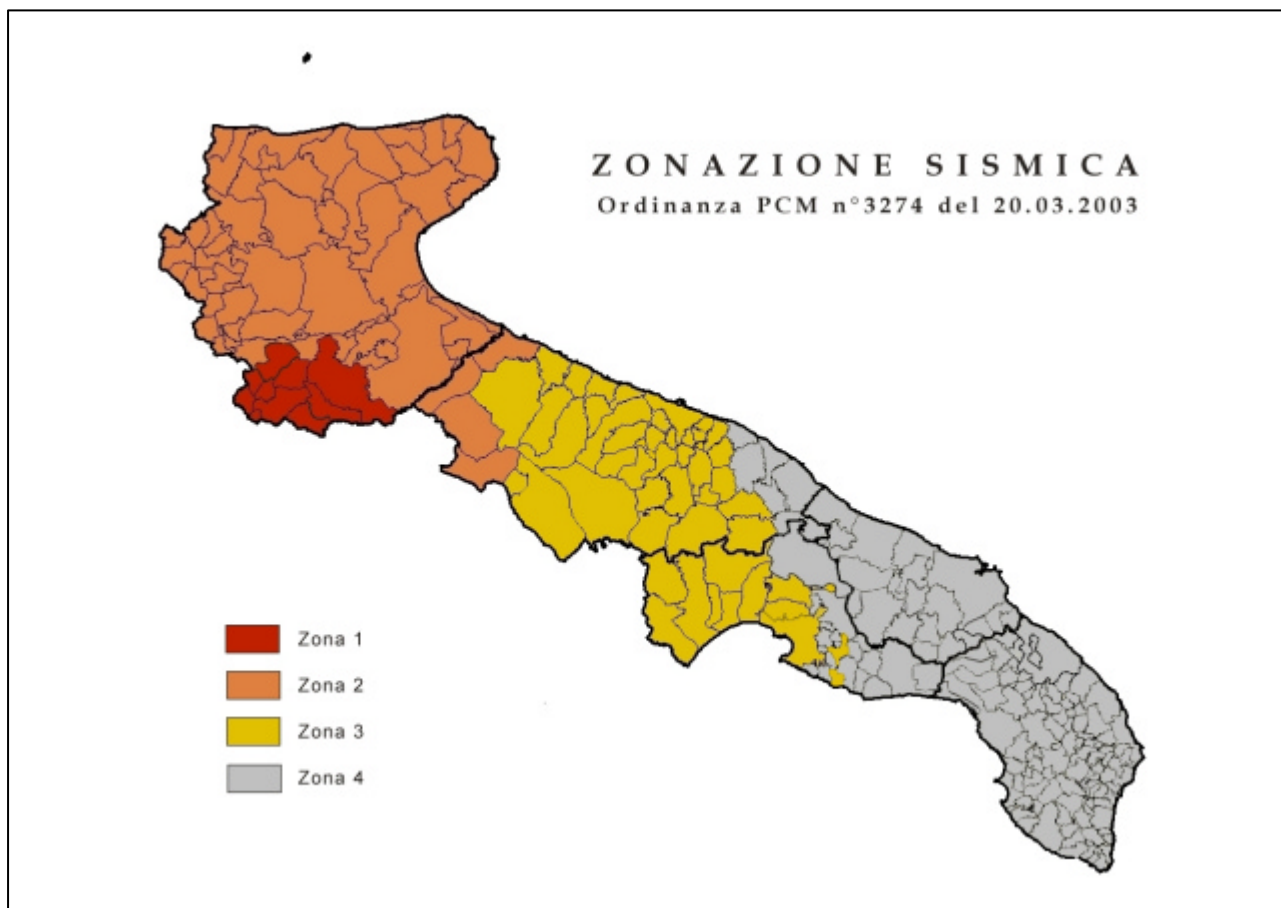 ZONAZIONE SISMICA
Ordinanza PCM n°3274 del 20.03.2003
Zona 1
Zona 2
Zona 3
Zona 4